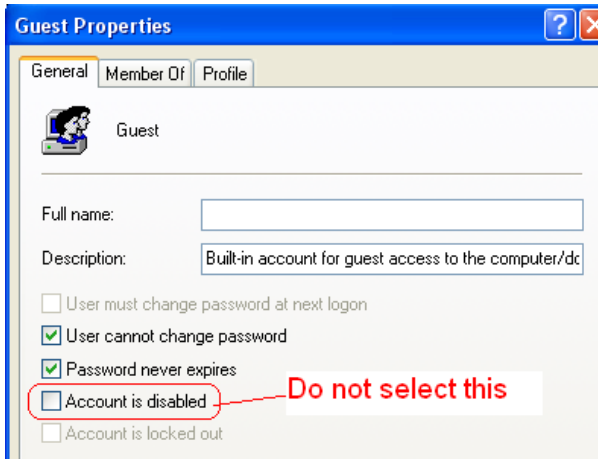 Guest Properties
General Member Of Profile
Guest
Full name:
Description: Built-in account for guest access to the computer/dc
User must change password at next logon
User cannot change password
Password never expires
Account is disabled Do not select this
Account is locked out